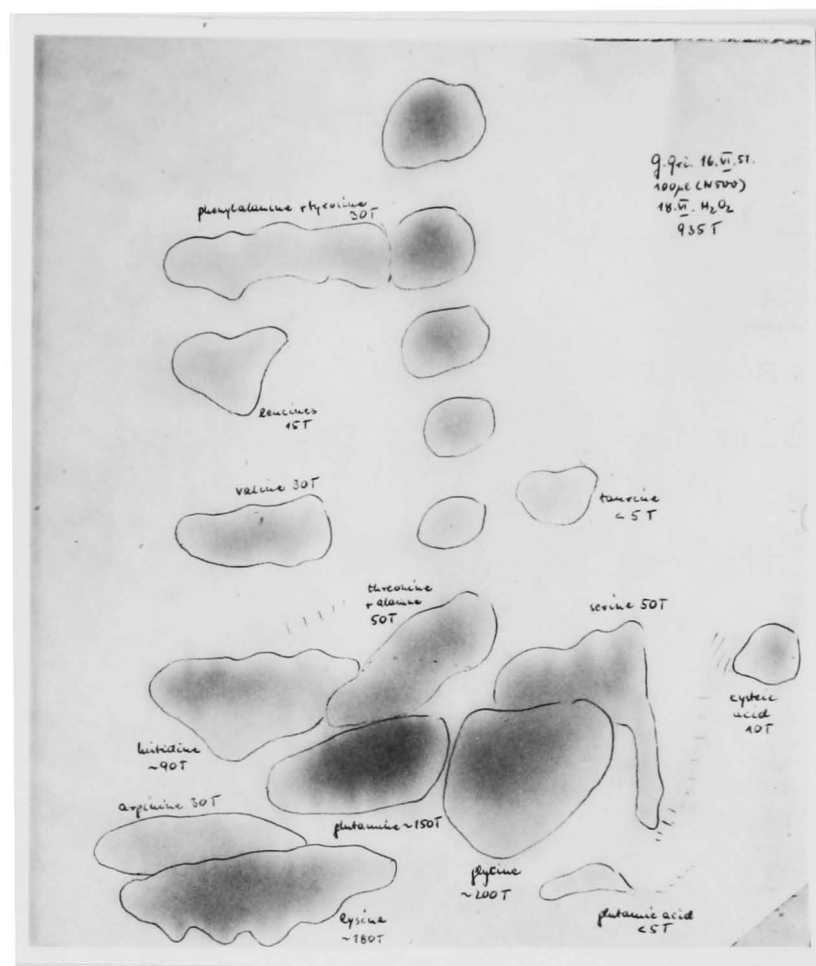 g. Gri. 16.VI.51.
100µl (N500)
18.VI. H₂O₂
935 T
phenylalanine + tyrosine
30T
leucines
15T
valine 30T
taurine
< 5T
threonine
+ alanine
50T
serine 50T
cysteic
acid
10T
histidine
~90T
arginine 30T
glutamine ~150T
glycine
~200T
glutamic acid
<5T
lysine
~180T